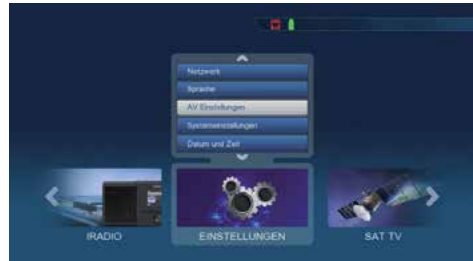 Netzwerk
Sprache
AV Einstellungen
Systemeinstellungen
Datum und Zeit
IRADIO
EINSTELLUNGEN
SAT TV